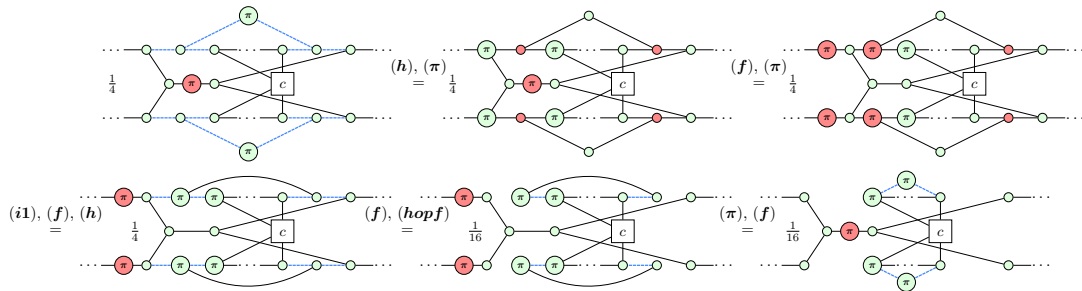 π
1/4 π c
π
(h), (π)
= 1/4 π π π c π π
(f), (π)
= 1/4 π π π c π π π
(i1), (f), (h)
= 1/4 π π π c π π π
(f), (hopf)
= 1/16 π π π c π π π
(π), (f)
= 1/16 π π π c π π